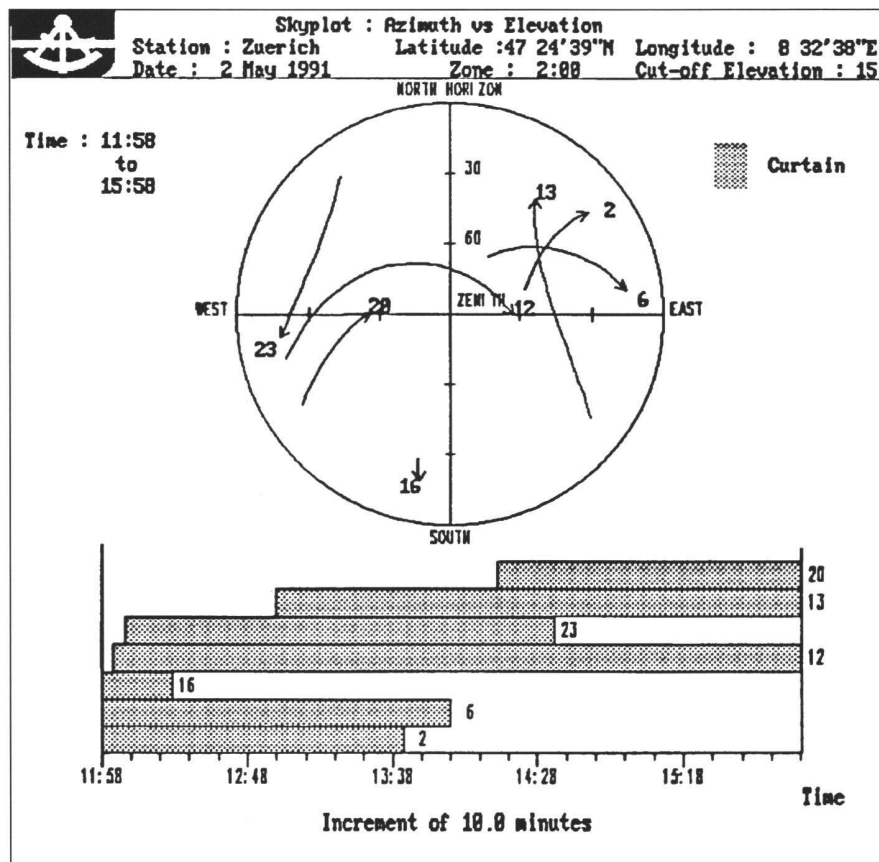 Skyplot : Azimuth vs Elevation
Station : Zuerich Latitude :47 24'39"N Longitude : 8 32'38"E
Date : 2 May 1991 Zone : 2:00 Cut-off Elevation : 15
NORTH HORIZON
Time : 11:58
to
15:58
Curtain
30
13
2
60
6
WEST
20
ZENITH
12
EAST
23
16
SOUTH
20
13
23
12
16
6
2
11:58 12:48 13:38 14:28 15:18
Time
Increment of 10.0 minutes